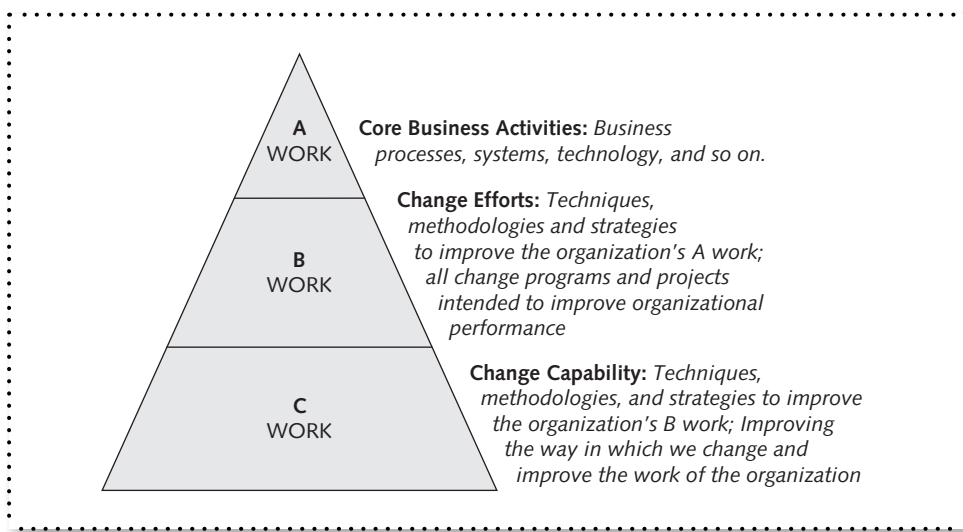 A
WORK
Core Business Activities: Business
processes, systems, technology, and so on.
Change Efforts: Techniques,
methodologies and strategies
to improve the organization's A work;
all change programs and projects
intended to improve organizational
performance
B
WORK
Change Capability: Techniques,
methodologies, and strategies to improve
the organization's B work; Improving
the way in which we change and
improve the work of the organization
C
WORK